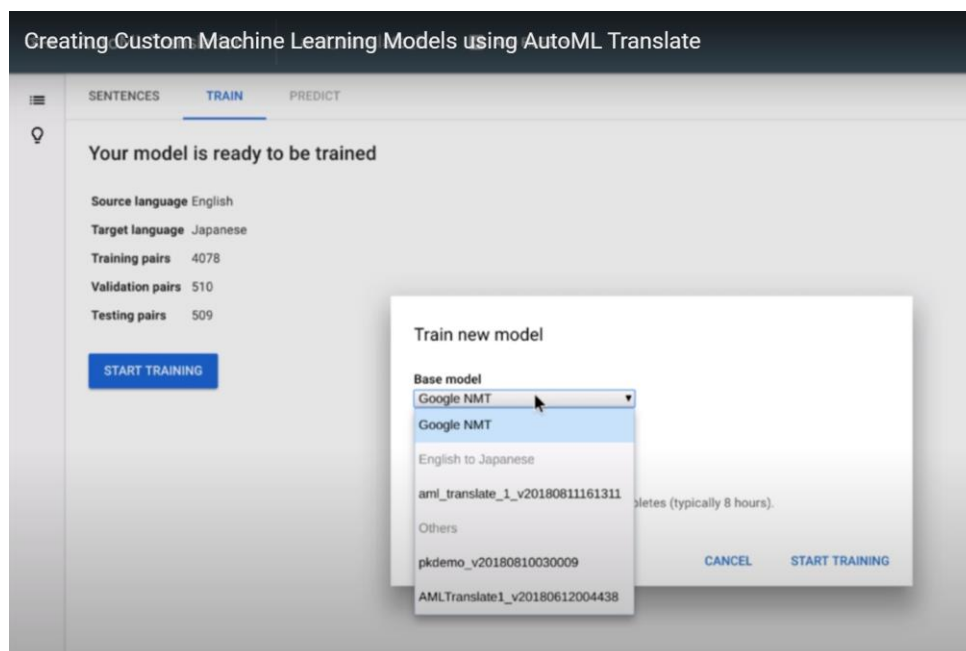 Creating Custom Machine Learning Models using AutoML Translate
SENTENCES TRAIN PREDICT
Your model is ready to be trained
Source language English
Target language Japanese
Training pairs 4078
Validation pairs 510
Testing pairs 509
START TRAINING
Train new model
Base model
Google NMT
Google NMT
English to Japanese
aml_translate_1_v20180811161311
(typically 8 hours).
Others
pkdemo_v20180810030009
CANCEL START TRAINING
AMLTranslate1_v20180612004438